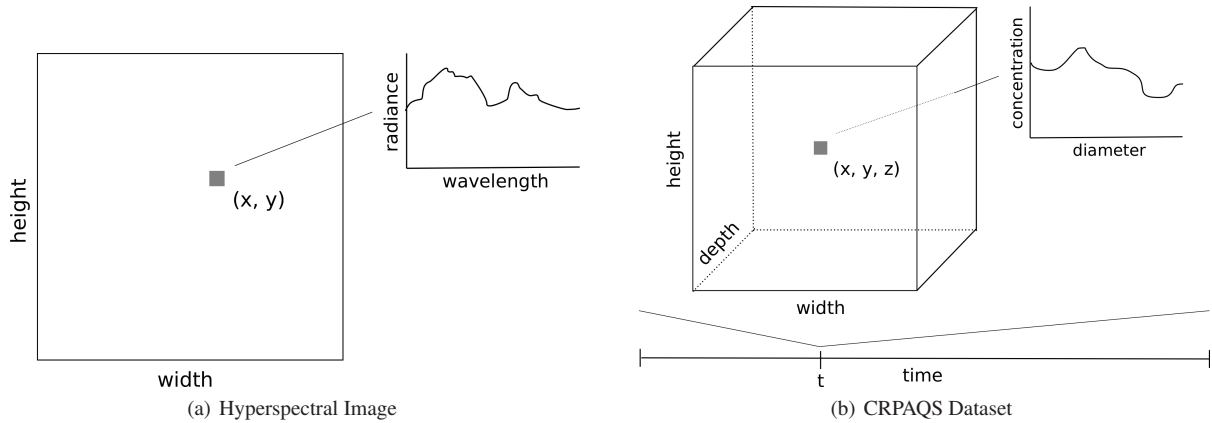 height
width
(x, y)
radiance
wavelength
(a) Hyperspectral Image
height
depth
width
(x, y, z)
concentration
diameter
t
time
(b) CRPAQS Dataset